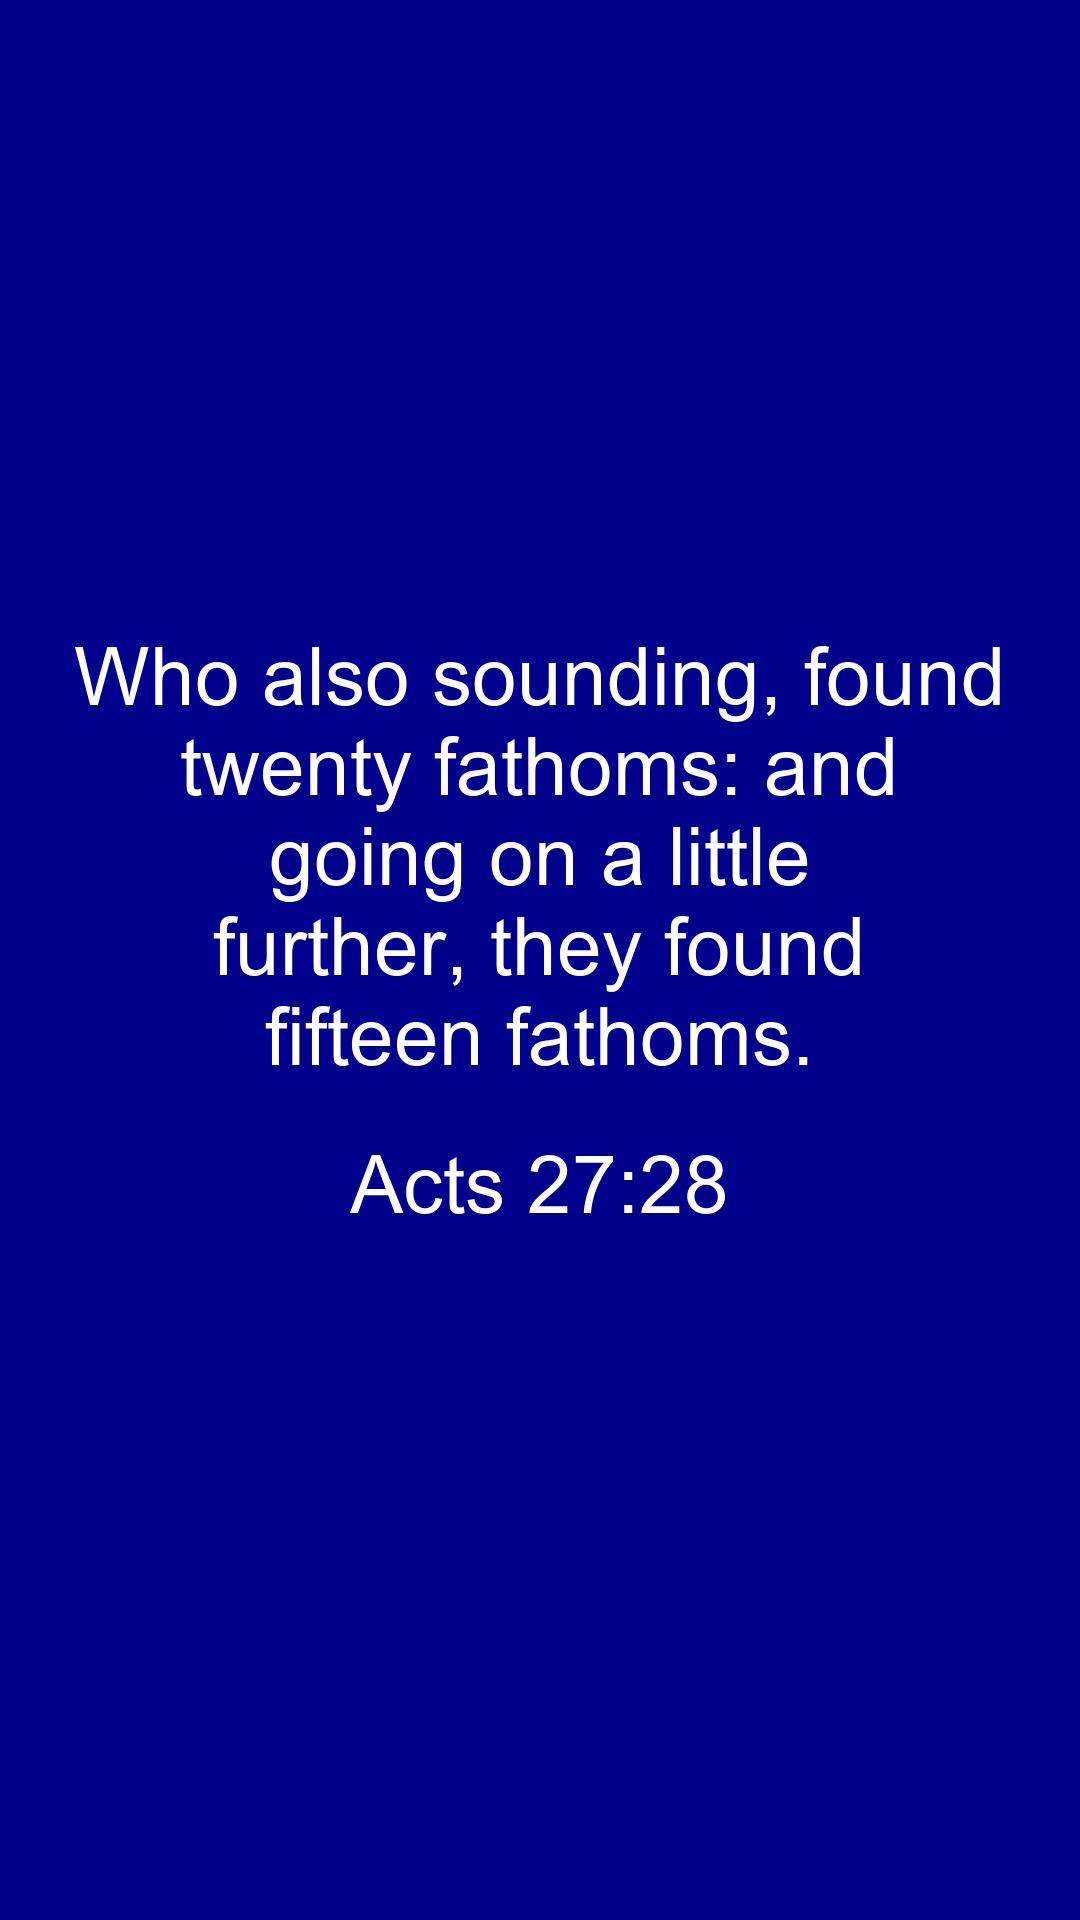 Who also sounding, found
twenty fathoms: and
going on a little
further, they found
fifteen fathoms.
Acts 27:28